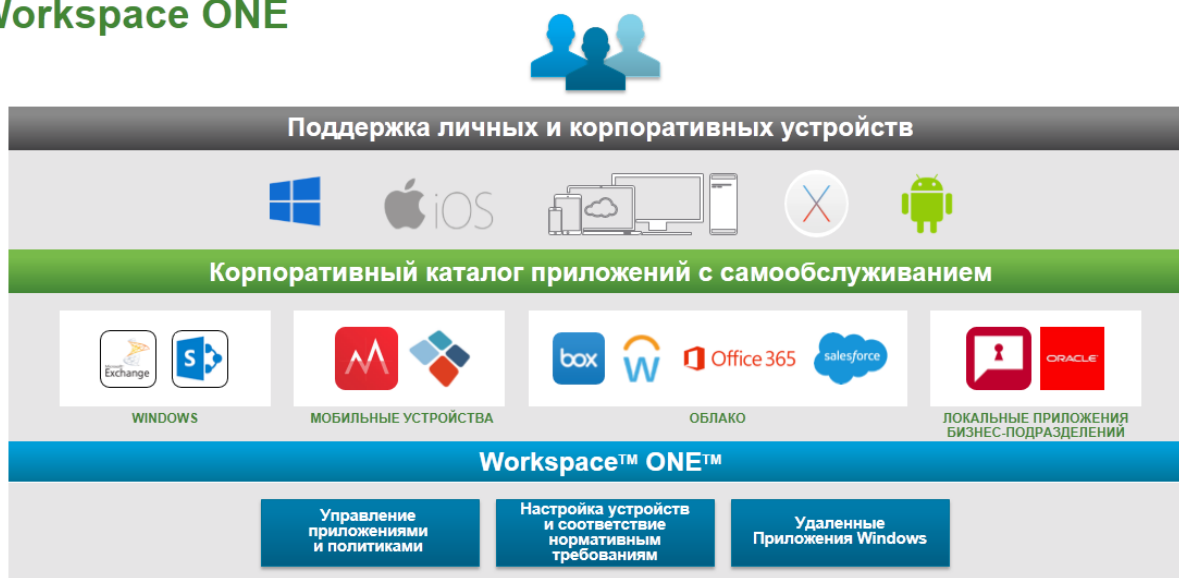 Workspace ONE
Поддержка личных и корпоративных устройств
iOS
Корпоративный каталог приложений с самообслуживанием
Exchange
S
box
Office 365
salesforce
ORACLE
WINDOWS
МОБИЛЬНЫЕ УСТРОЙСТВА
ОБЛАКО
ЛОКАЛЬНЫЕ ПРИЛОЖЕНИЯ
БИЗНЕС-ПОДРАЗДЕЛЕНИЙ
Workspace™ ONE™
Управление
приложениями
и политиками
Настройка устройств
и соответствие
нормативным
требованиям
Удаленные
Приложения Windows